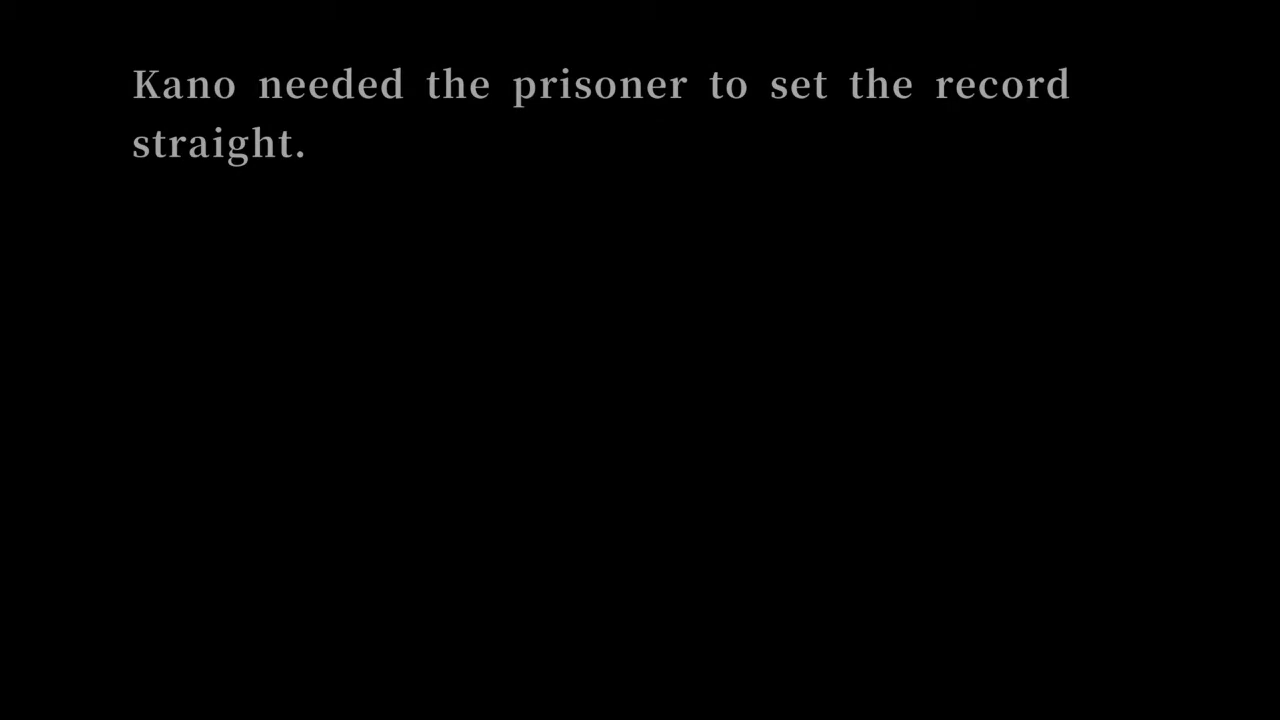 Kano needed the prisoner to set the record
straight.